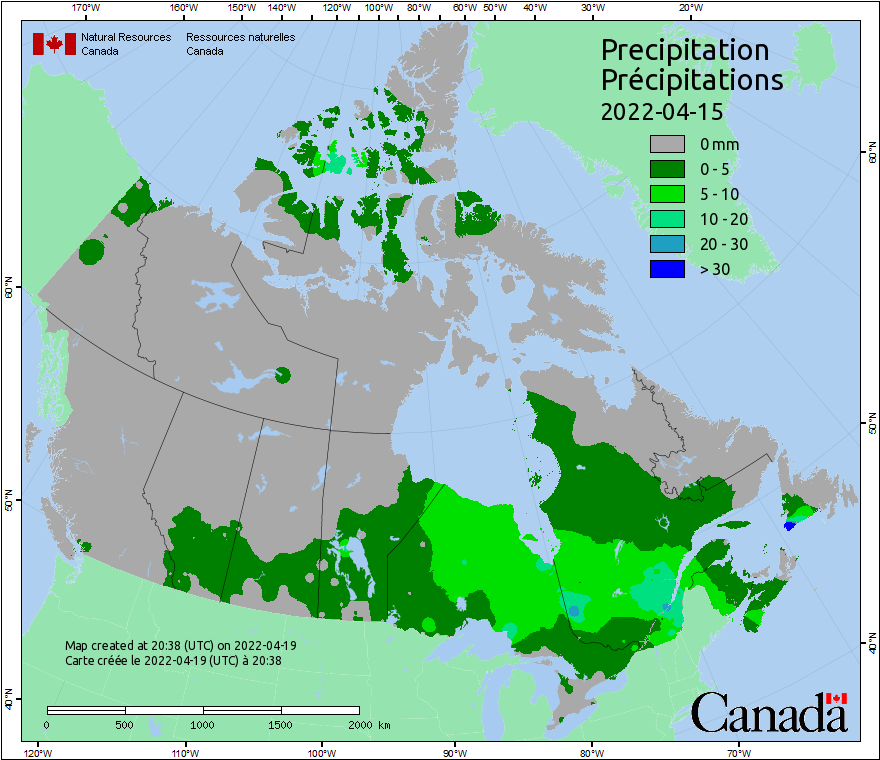 170°W 160°W 150°W 140°W 130°W 120°W 110°W 100°W 90°W 80°W 60°W 50°W 40°W 30°W 20°W
Natural Resources Canada
Ressources naturelles Canada
Precipitation
Précipitations
2022-04-15
0 mm
0 - 5
5 - 10
10 - 20
20 - 30
> 30
60°N
60°N
50°N
50°N
40°N
40°N
Map created at 20:38 (UTC) on 2022-04-19
Carte créée le 2022-04-19 (UTC) à 20:38
0 500 1000 1500 2000 km
Canada
120°W 110°W 100°W 90°W 80°W 70°W